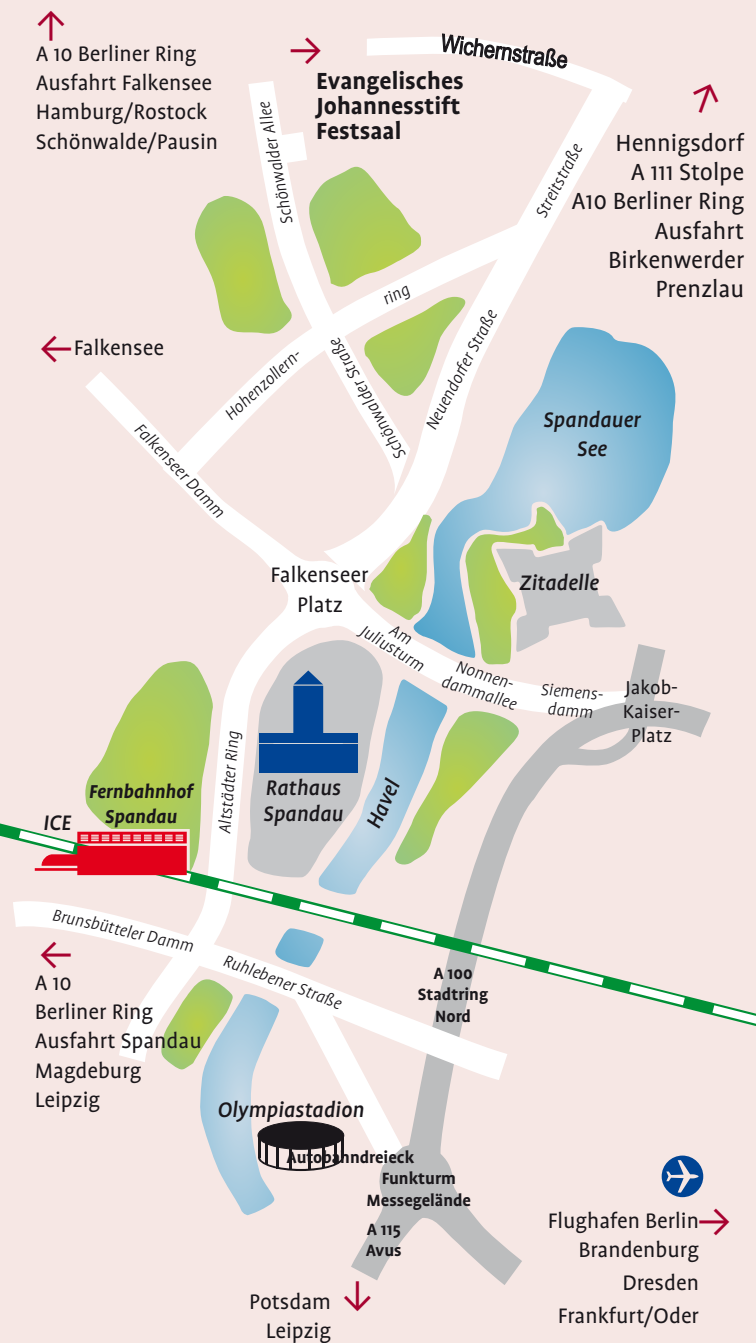 A 10 Berliner Ring
Ausfahrt Falkensee
Hamburg/Rostock
Schönwalde/Pausin
Wichernstraße
Evangelisches
Johannesstift
Festsaal
Hennigsdorf
A 111 Stolpe
A10 Berliner Ring
Ausfahrt
Birkenwerder
Prenzlau
Schönwalder Allee
Streitstraße
Falkensee
Hohenzollern-
ring
Schönwalder Straße
Neuendorfer Straße
Falkenseer Damm
Spandauer
See
Zitadelle
Falkenseer
Platz
Am
Juliusturm
Nonnen-
dammallee
Siemens-
damm
Jakob-
Kaiser-
Platz
Altstädter Ring
Rathaus
Spandau
Havel
Fernbahnhof
Spandau
ICE
Brunsbütteler Damm
Ruhlebener Straße
A 100
Stadtring
Nord
A 10
Berliner Ring
Ausfahrt Spandau
Magdeburg
Leipzig
Olympiastadion
Autobahndreieck
Funkturm
Messegelände
A 115
Avus
Potsdam
Leipzig
Flughafen Berlin
Brandenburg
Dresden
Frankfurt/Oder